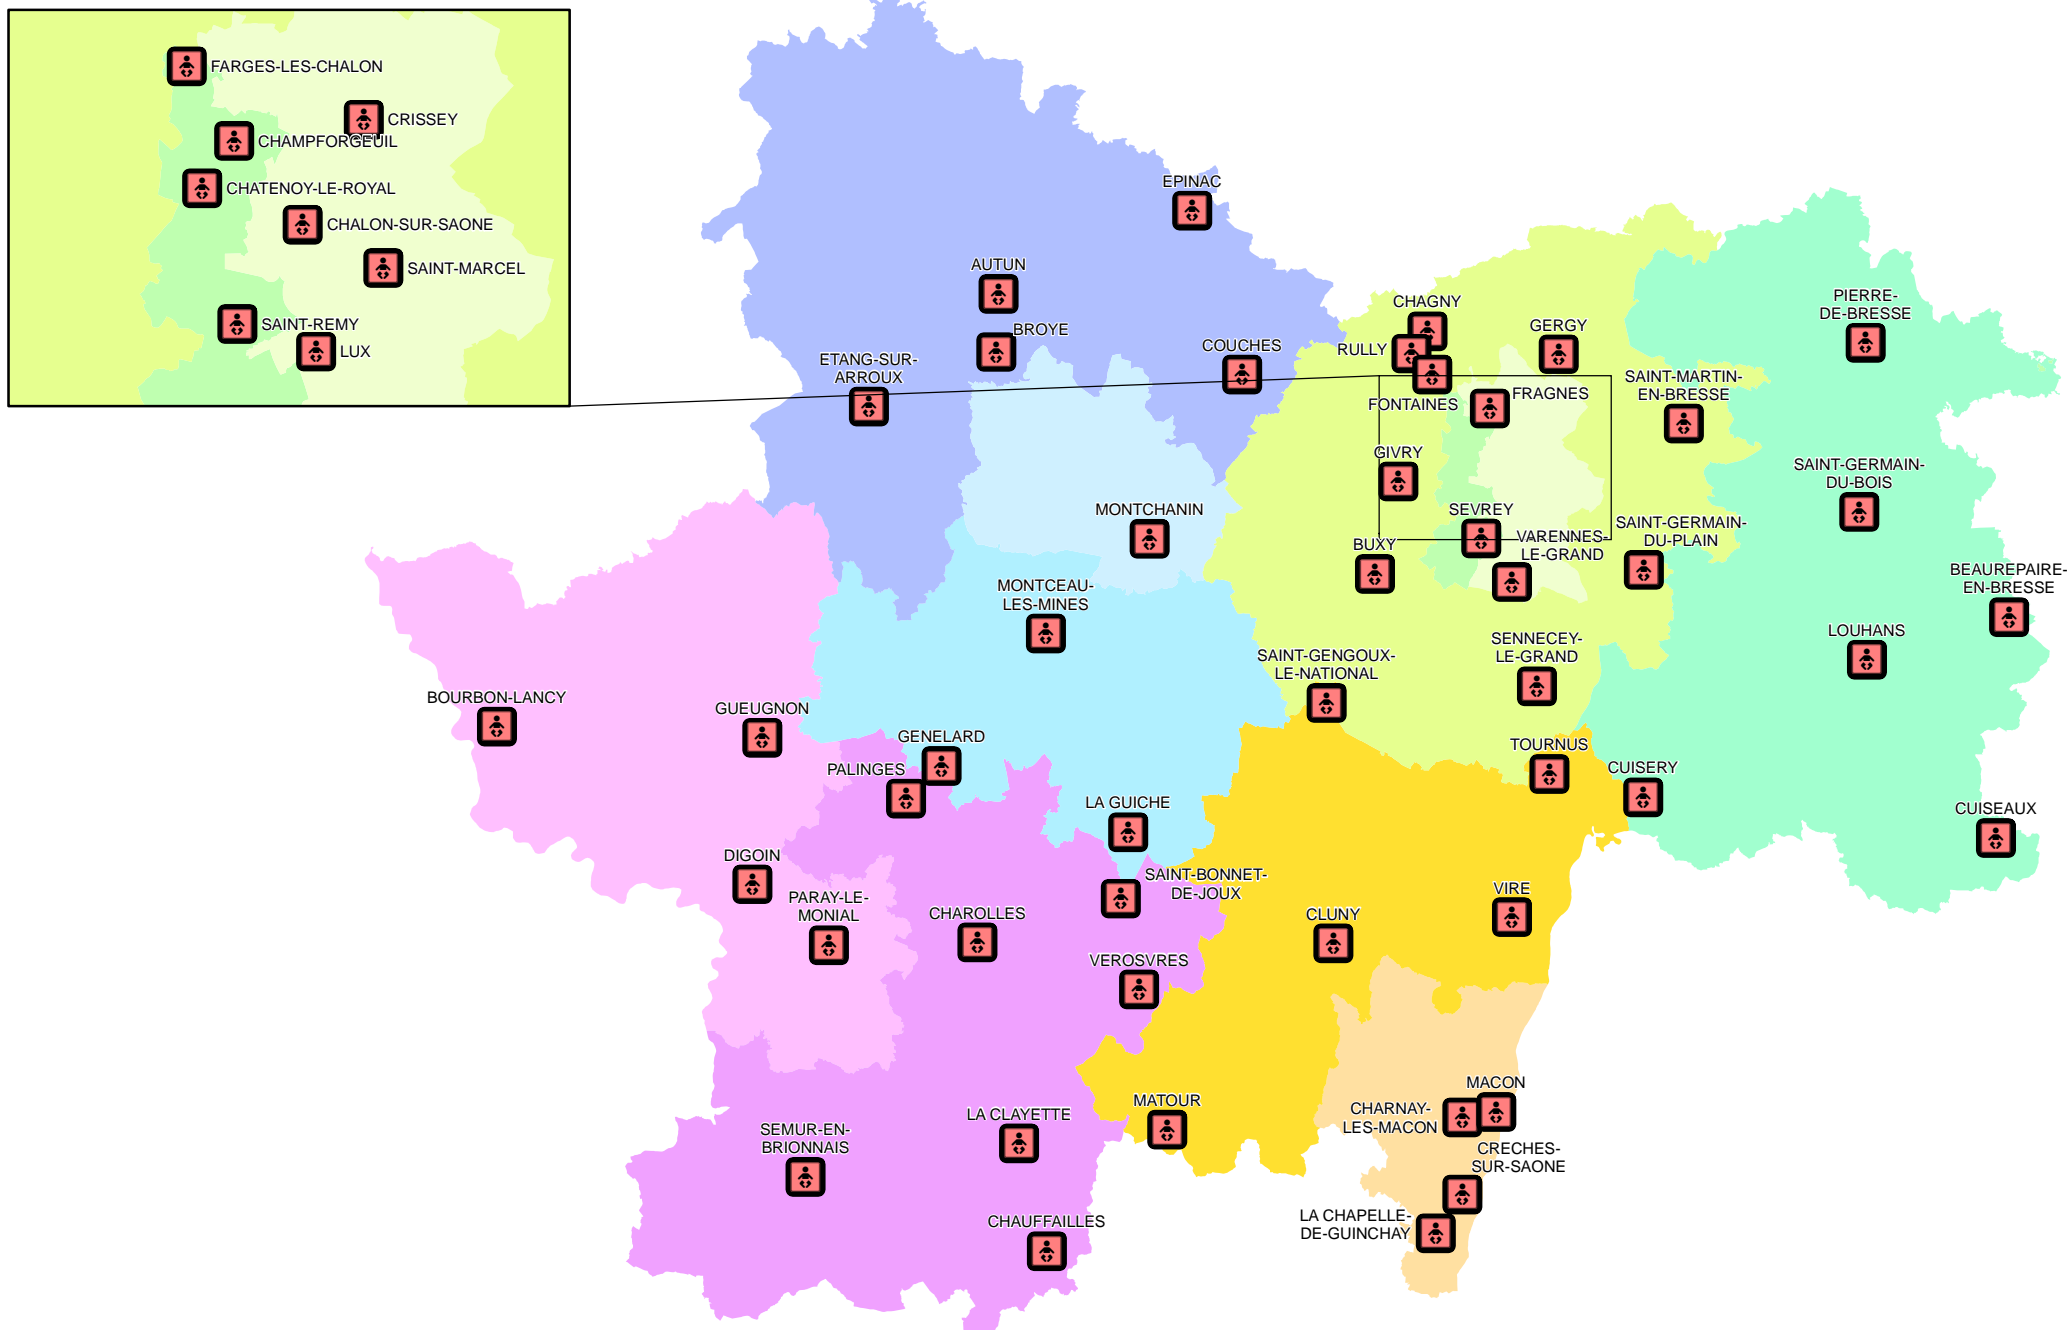 FARGES-LES-CHALON
CRISSEY
CHAMPFORGEUIL
CHATENOY-LE-ROYAL
CHALON-SUR-SAONE
SAINT-MARCEL
SAINT-REMY
LUX
EPINAC
AUTUN
BROYE
ETANG-SUR-
ARROUX
COUCHES
CHAGNY
RULLY
FONTAINES
GERGY
FRAGNES
PIERRE-
DE-BRESSE
SAINT-MARTIN-
EN-BRESSE
GIVRY
SAINT-GERMAIN-
DU-BOIS
MONTCHANIN
SEVREY
VARENNES-
LE-GRAND
SAINT-GERMAIN-
DU-PLAIN
BUXY
BEAUREPAIRE-
EN-BRESSE
MONTCEAU-
LES-MINES
LOUHANS
SENNECEY-
LE-GRAND
SAINT-GENGOUX-
LE-NATIONAL
BOURBON-LANCY
GUEUGNON
GENELARD
PALINGES
TOURNUS
CUISERY
LA GUICHE
CUISEAUX
DIGOIN
PARAY-LE-
MONIAL
SAINT-BONNET-
DE-JOUX
VIRE
CHAROLLES
CLUNY
VEROSVRES
MACON
CHARNAY-
LES-MACON
MATOUR
LA CLAYETTE
SEMUR-EN-
BRIONNAIS
CRECHES-
SUR-SAONE
CHAUFFAILLES
LA CHAPELLE-
DE-GUINCHAY